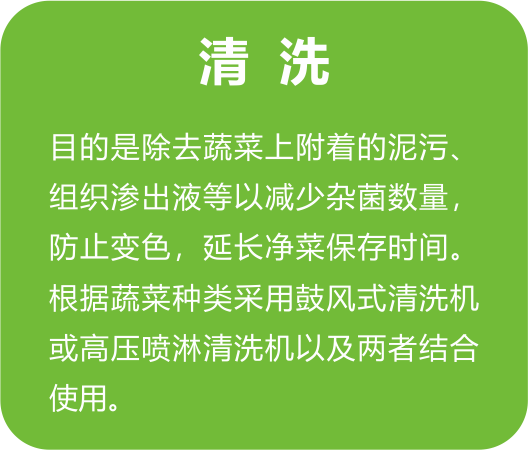 清 洗
目的是除去蔬菜上附着的泥污、
组织渗出液等以减少杂菌数量，
防止变色，延长净菜保存时间。
根据蔬菜种类采用鼓风式清洗机
或高压喷淋清洗机以及两者结合
使用。